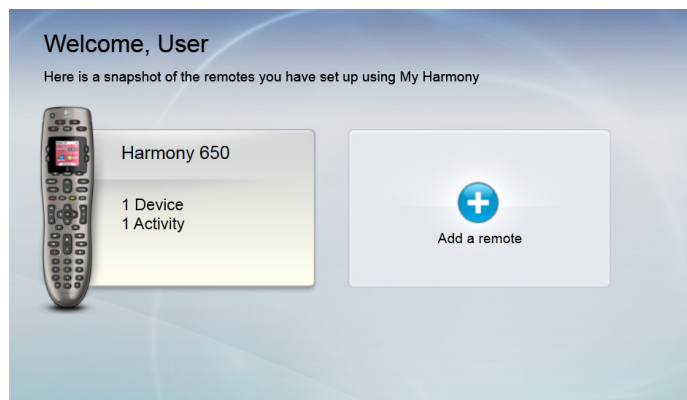 Welcome, User
Here is a snapshot of the remotes you have set up using My Harmony
Harmony 650
1 Device
1 Activity
Add a remote